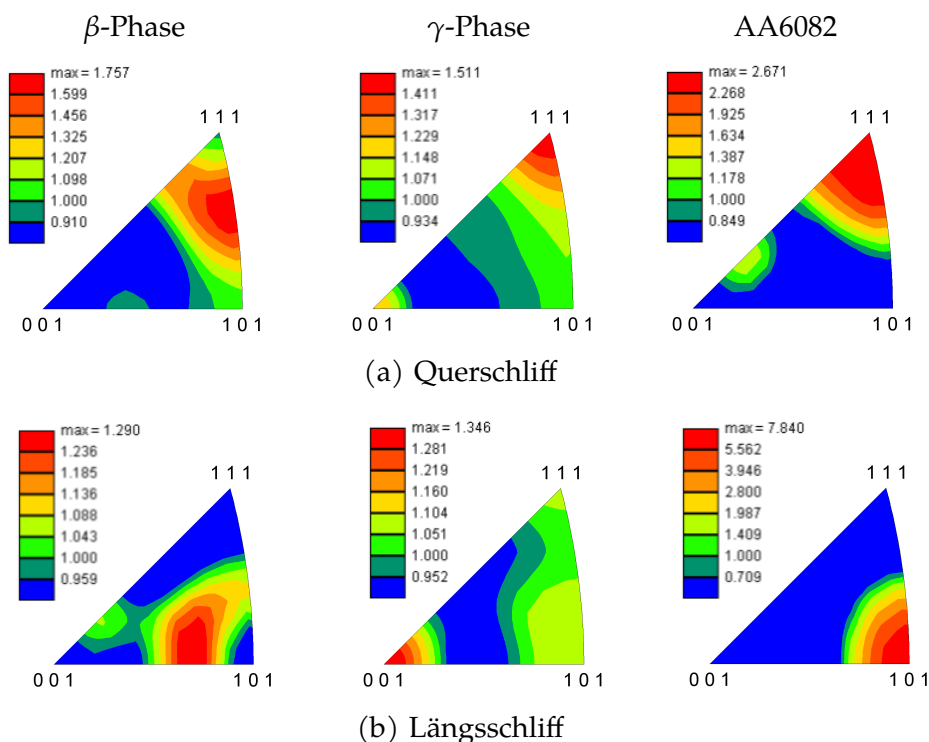 β-Phase γ-Phase AA6082
max = 1.757
1.599
1.456
1.325
1.207
1.098
1.000
0.910
1 1 1
0 0 1
1 0 1
max = 1.511
1.411
1.317
1.229
1.148
1.071
1.000
0.934
1 1 1
0 0 1
1 0 1
max = 2.671
2.268
1.925
1.634
1.387
1.178
1.000
0.849
1 1 1
0 0 1
1 0 1
(a) Querschliff
max = 1.290
1.236
1.185
1.136
1.088
1.043
1.000
0.959
1 1 1
0 0 1
1 0 1
max = 1.346
1.281
1.219
1.160
1.104
1.051
1.000
0.952
1 1 1
0 0 1
1 0 1
max = 7.840
5.562
3.946
2.800
1.987
1.409
1.000
0.709
1 1 1
0 0 1
1 0 1
(b) Längsschliff